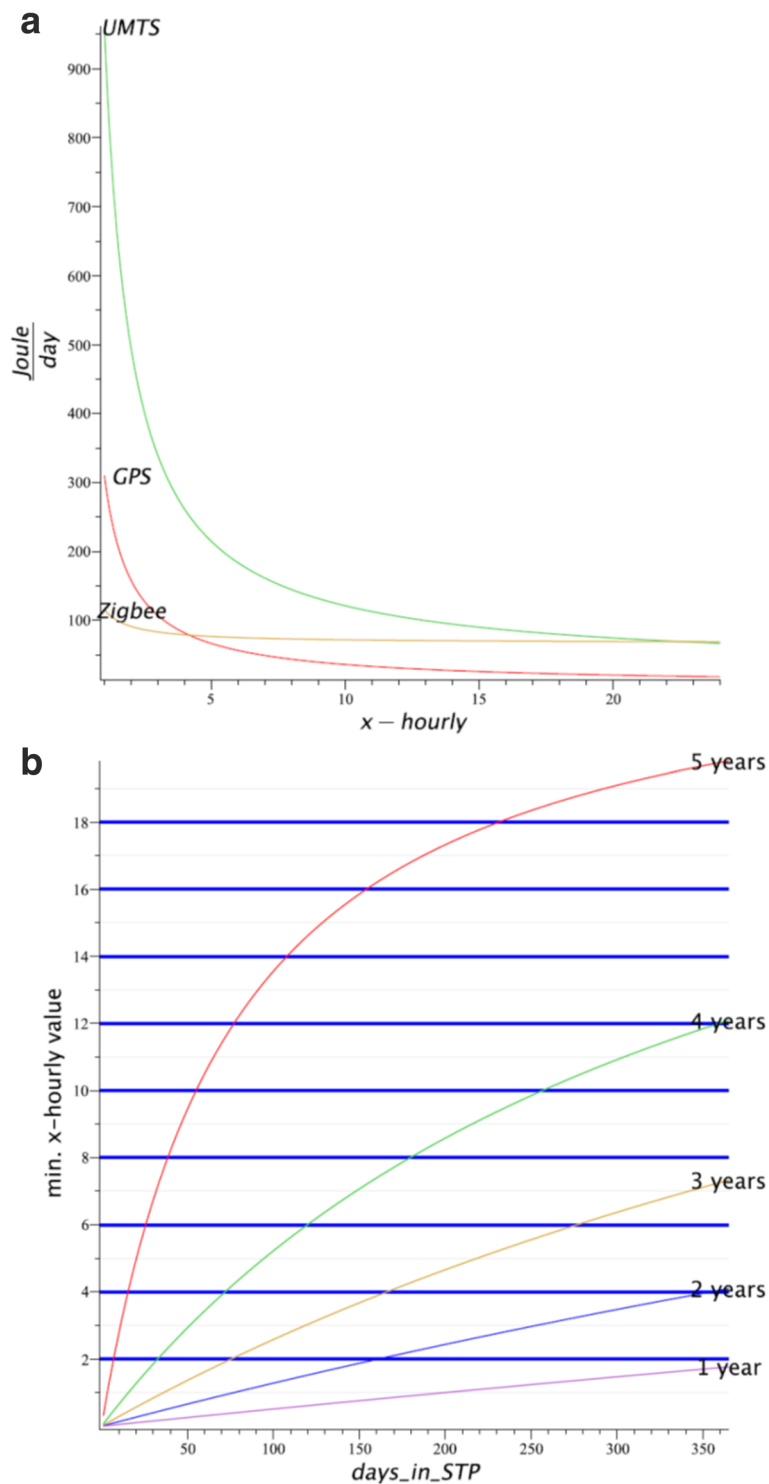 a
UMTS
900
800
700
600
500
400
300
200
100
Joule
day
GPS
Zigbee
5
10
15
20
x – hourly
b
5 years
18
16
14
12
10
8
6
4
2
4 years
3 years
2 years
1 year
min. x-hourly value
50
100
150
200
250
300
350
days_in_STP